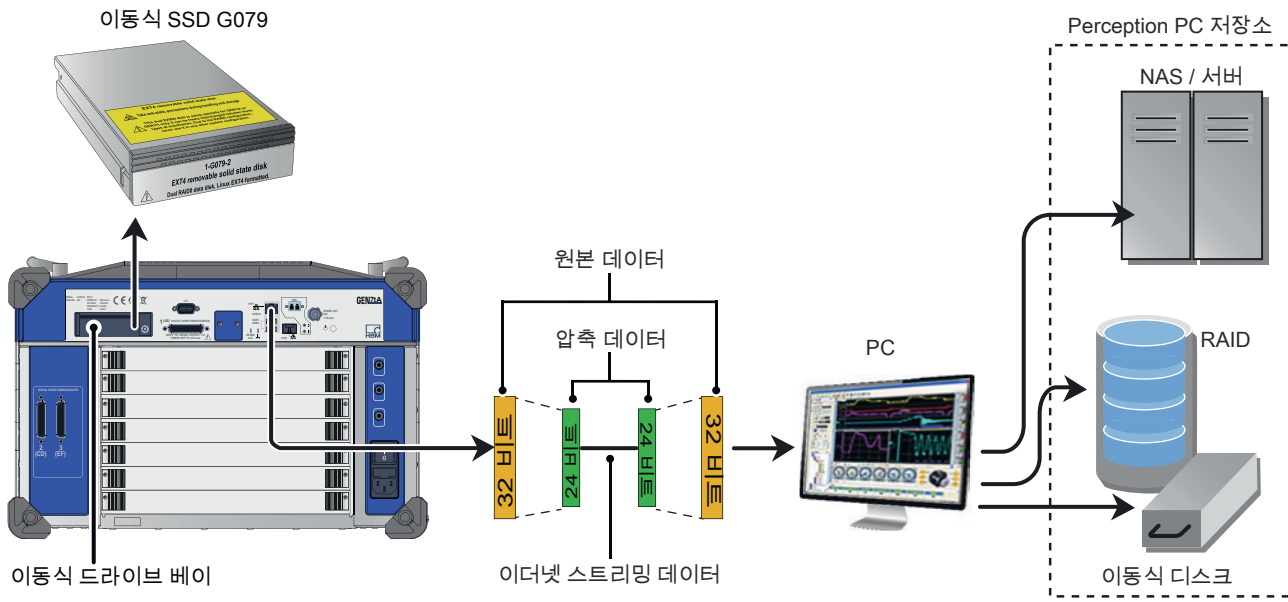 이동식 SSD G079
EXT4 removable solid state disk
1-G079-2
EXT4 removable solid state disk
Dual RAID0 data disk, Linux EXT4 formatted.
GEN7tA
HBM
(CD)
(EF)
이동식 드라이브 베이
원본 데이터
압축 데이터
32 비트
24 비트
24 비트
32 비트
이더넷 스트리밍 데이터
PC
Perception PC 저장소
NAS / 서버
RAID
이동식 디스크